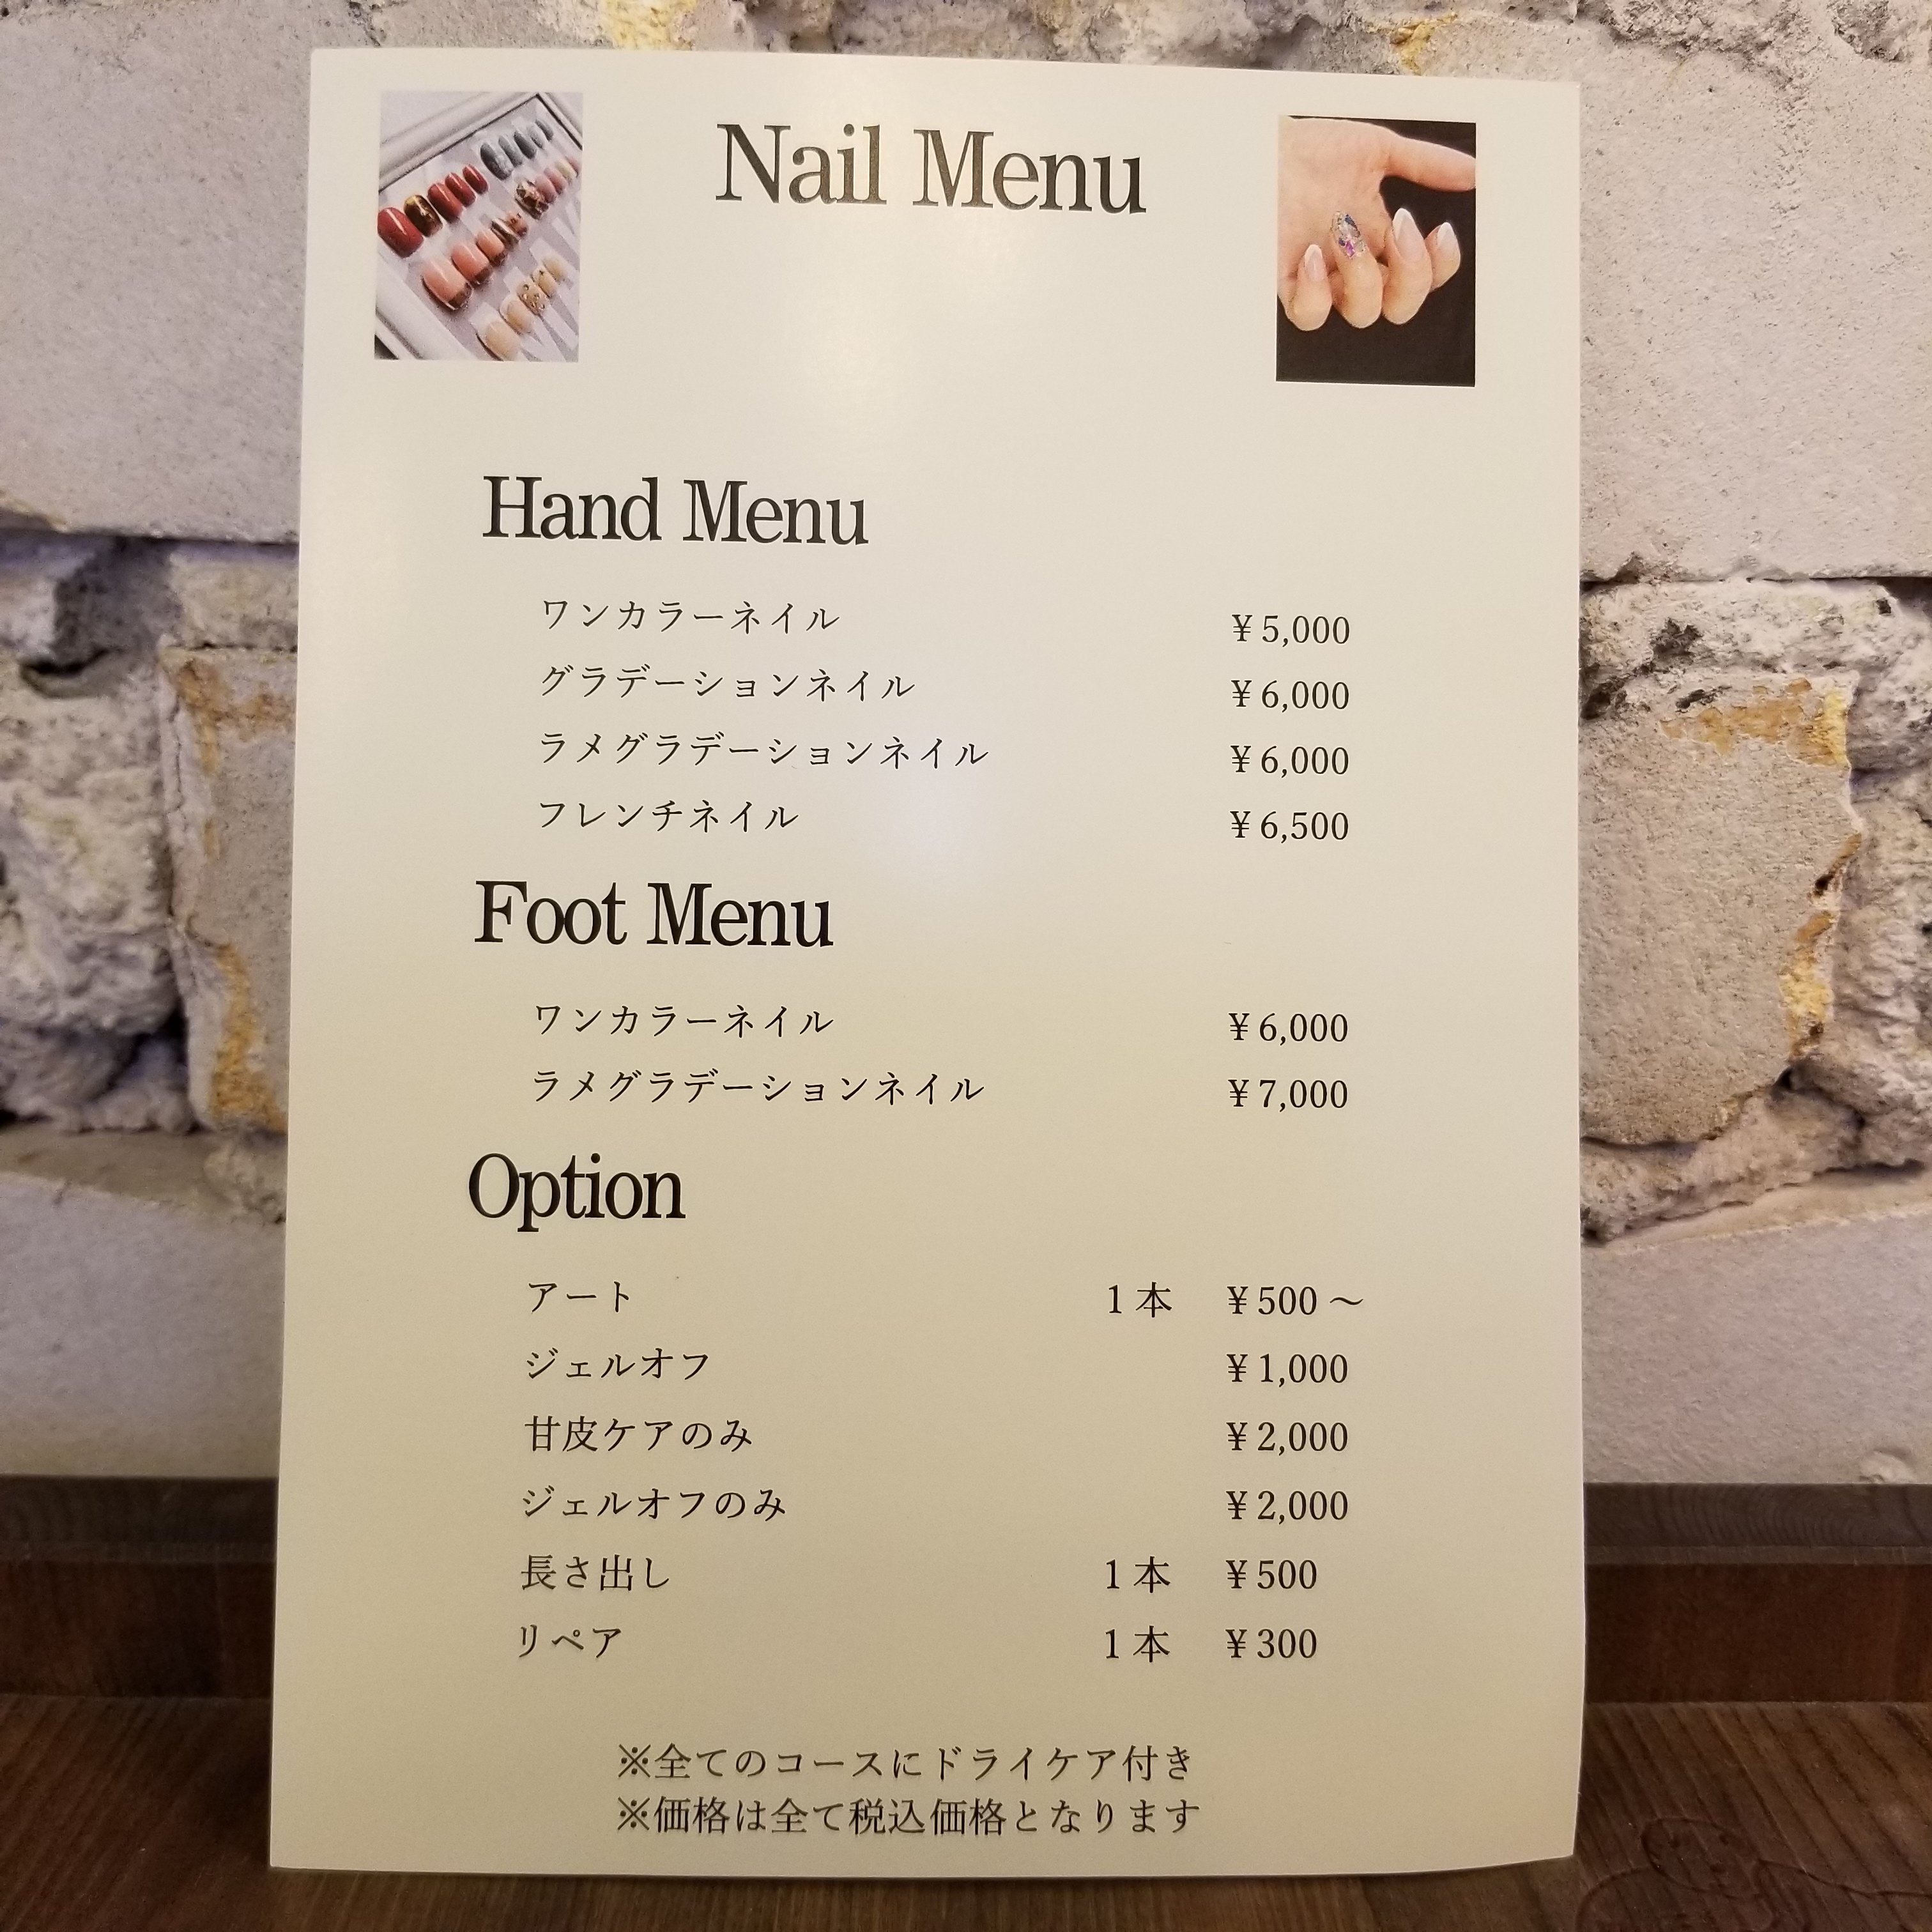 Nail Menu
Hand Menu
ワンカラーネイル ¥5,000
グラデーションネイル ¥6,000
ラメグラデーションネイル ¥6,000
フレンチネイル ¥6,500
Foot Menu
ワンカラーネイル ¥6,000
ラメグラデーションネイル ¥7,000
Option
アート 1本 ¥500～
ジェルオフ ¥1,000
甘皮ケアのみ ¥2,000
ジェルオフのみ ¥2,000
長さ出し 1本 ¥500
リペア 1本 ¥300
※全てのコースにドライケア付き
※価格は全て税込価格となります